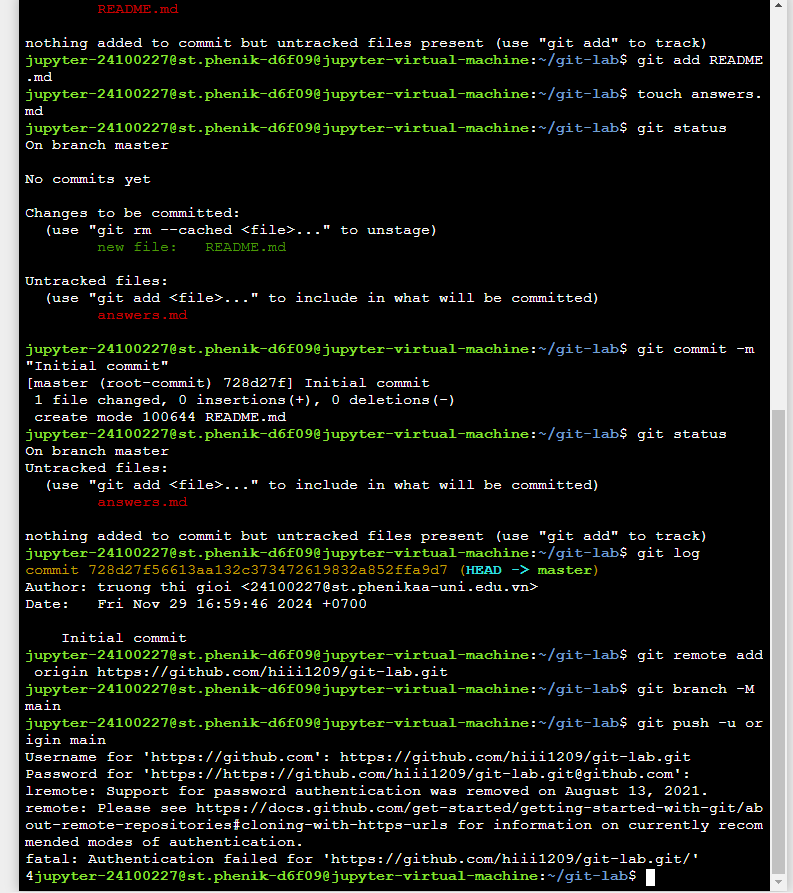 README.md
nothing added to commit but untracked files present (use "git add" to track)
jupyter-24100227@st.phenik-d6f09@jupyter-virtual-machine:~/git-lab$ git add README
.md
jupyter-24100227@st.phenik-d6f09@jupyter-virtual-machine:~/git-lab$ touch answers.
md
jupyter-24100227@st.phenik-d6f09@jupyter-virtual-machine:~/git-lab$ git status
On branch master
No commits yet
Changes to be committed:
(use "git rm --cached <file>..." to unstage)
new file:   README.md
Untracked files:
(use "git add <file>..." to include in what will be committed)
answers.md
jupyter-24100227@st.phenik-d6f09@jupyter-virtual-machine:~/git-lab$ git commit -m
"Initial commit"
[master (root-commit) 728d27f] Initial commit
1 file changed, 0 insertions(+), 0 deletions(-)
create mode 100644 README.md
jupyter-24100227@st.phenik-d6f09@jupyter-virtual-machine:~/git-lab$ git status
On branch master
Untracked files:
(use "git add <file>..." to include in what will be committed)
answers.md
nothing added to commit but untracked files present (use "git add" to track)
jupyter-24100227@st.phenik-d6f09@jupyter-virtual-machine:~/git-lab$ git log
commit 728d27f56613aa132c373472619832a852ffa9d7 (HEAD -> master)
Author: truong thi gioi <24100227@st.phenikaa-uni.edu.vn>
Date:   Fri Nov 29 16:59:46 2024 +0700
Initial commit
jupyter-24100227@st.phenik-d6f09@jupyter-virtual-machine:~/git-lab$ git remote add
origin https://github.com/hiii1209/git-lab.git
jupyter-24100227@st.phenik-d6f09@jupyter-virtual-machine:~/git-lab$ git branch -M
main
jupyter-24100227@st.phenik-d6f09@jupyter-virtual-machine:~/git-lab$ git push -u or
igin main
Username for 'https://github.com': https://github.com/hiii1209/git-lab.git
Password for 'https://https://github.com/hiii1209/git-lab.git@github.com':
lremote: Support for password authentication was removed on August 13, 2021.
remote: Please see https://docs.github.com/get-started/getting-started-with-git/ab
out-remote-repositories#cloning-with-https-urls for information on currently recom
mended modes of authentication.
fatal: Authentication failed for 'https://github.com/hiii1209/git-lab.git/'
4jupyter-24100227@st.phenik-d6f09@jupyter-virtual-machine:~/git-lab$